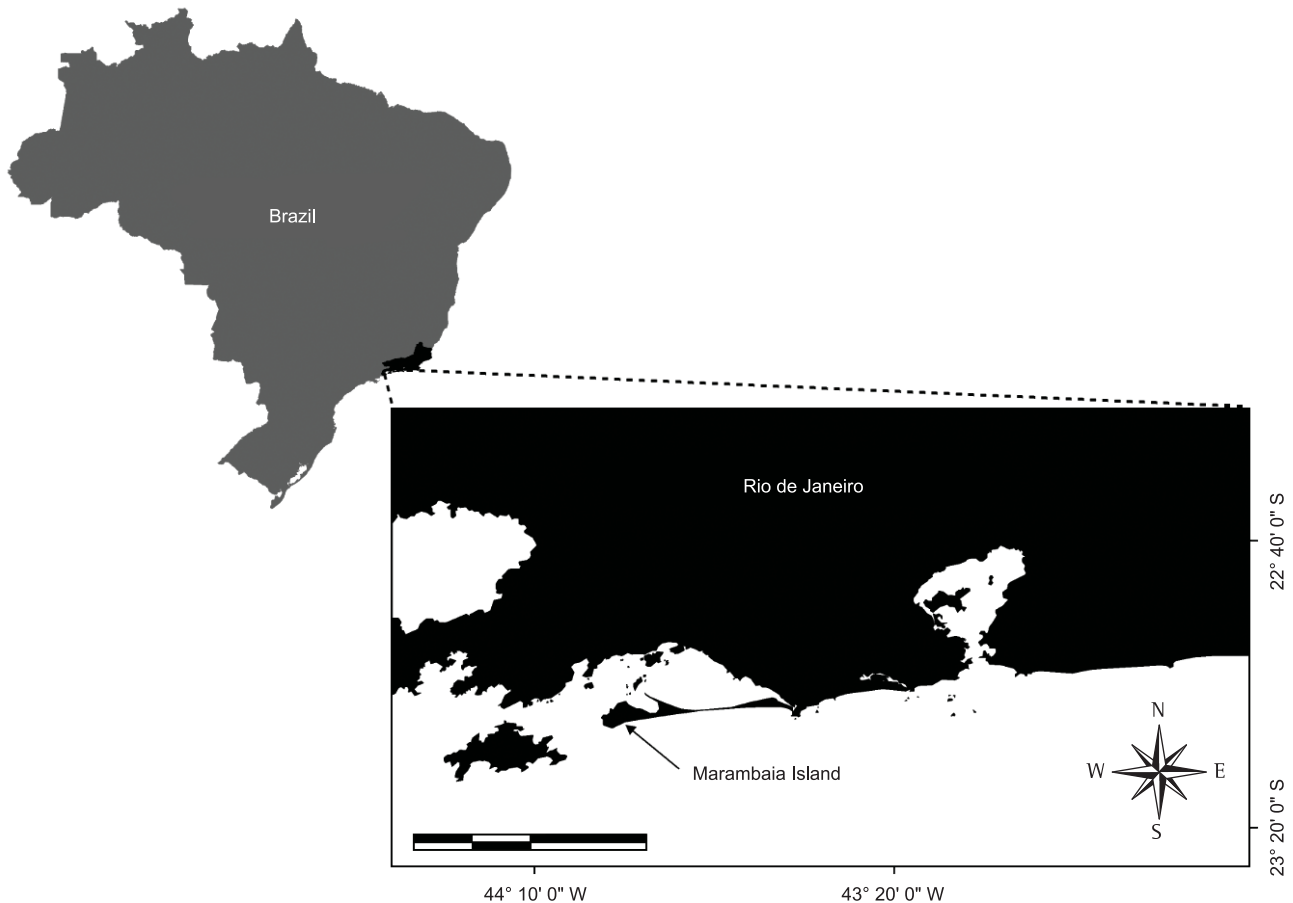 Brazil
Rio de Janeiro
22° 40' 0" S
N
W
E
S
Marambaia Island
23° 20' 0" S
44° 10' 0" W
43° 20' 0" W